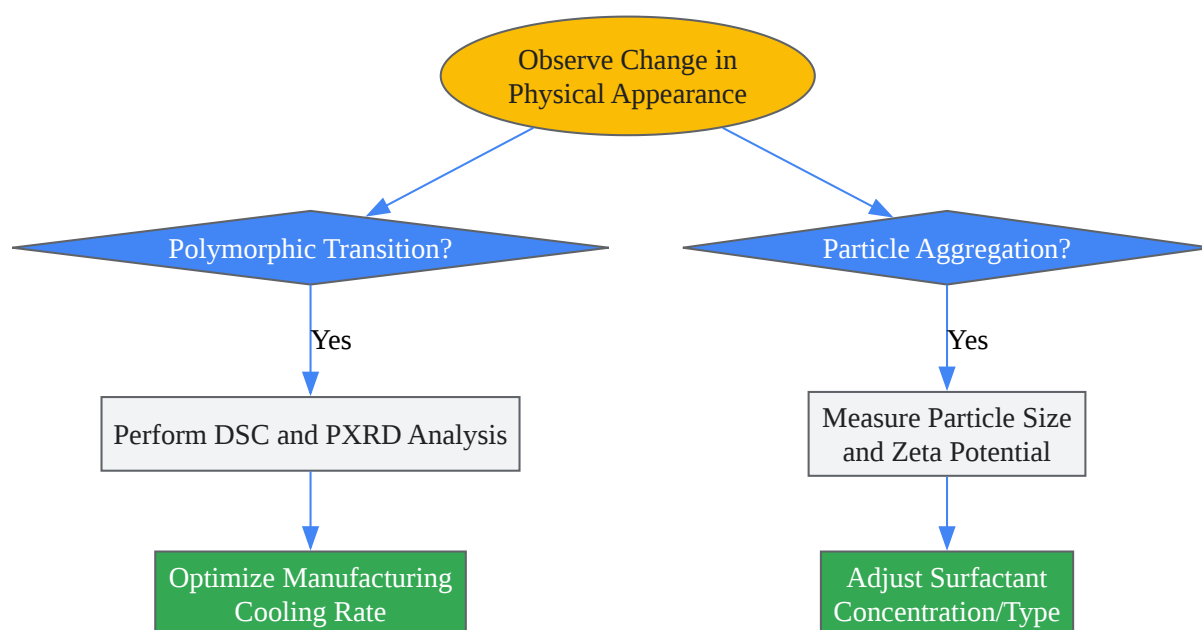 Observe Change in
Physical Appearance
Polymorphic Transition?
Particle Aggregation?
Yes
Yes
Perform DSC and PXRD Analysis
Measure Particle Size
and Zeta Potential
Optimize Manufacturing
Cooling Rate
Adjust Surfactant
Concentration/Type